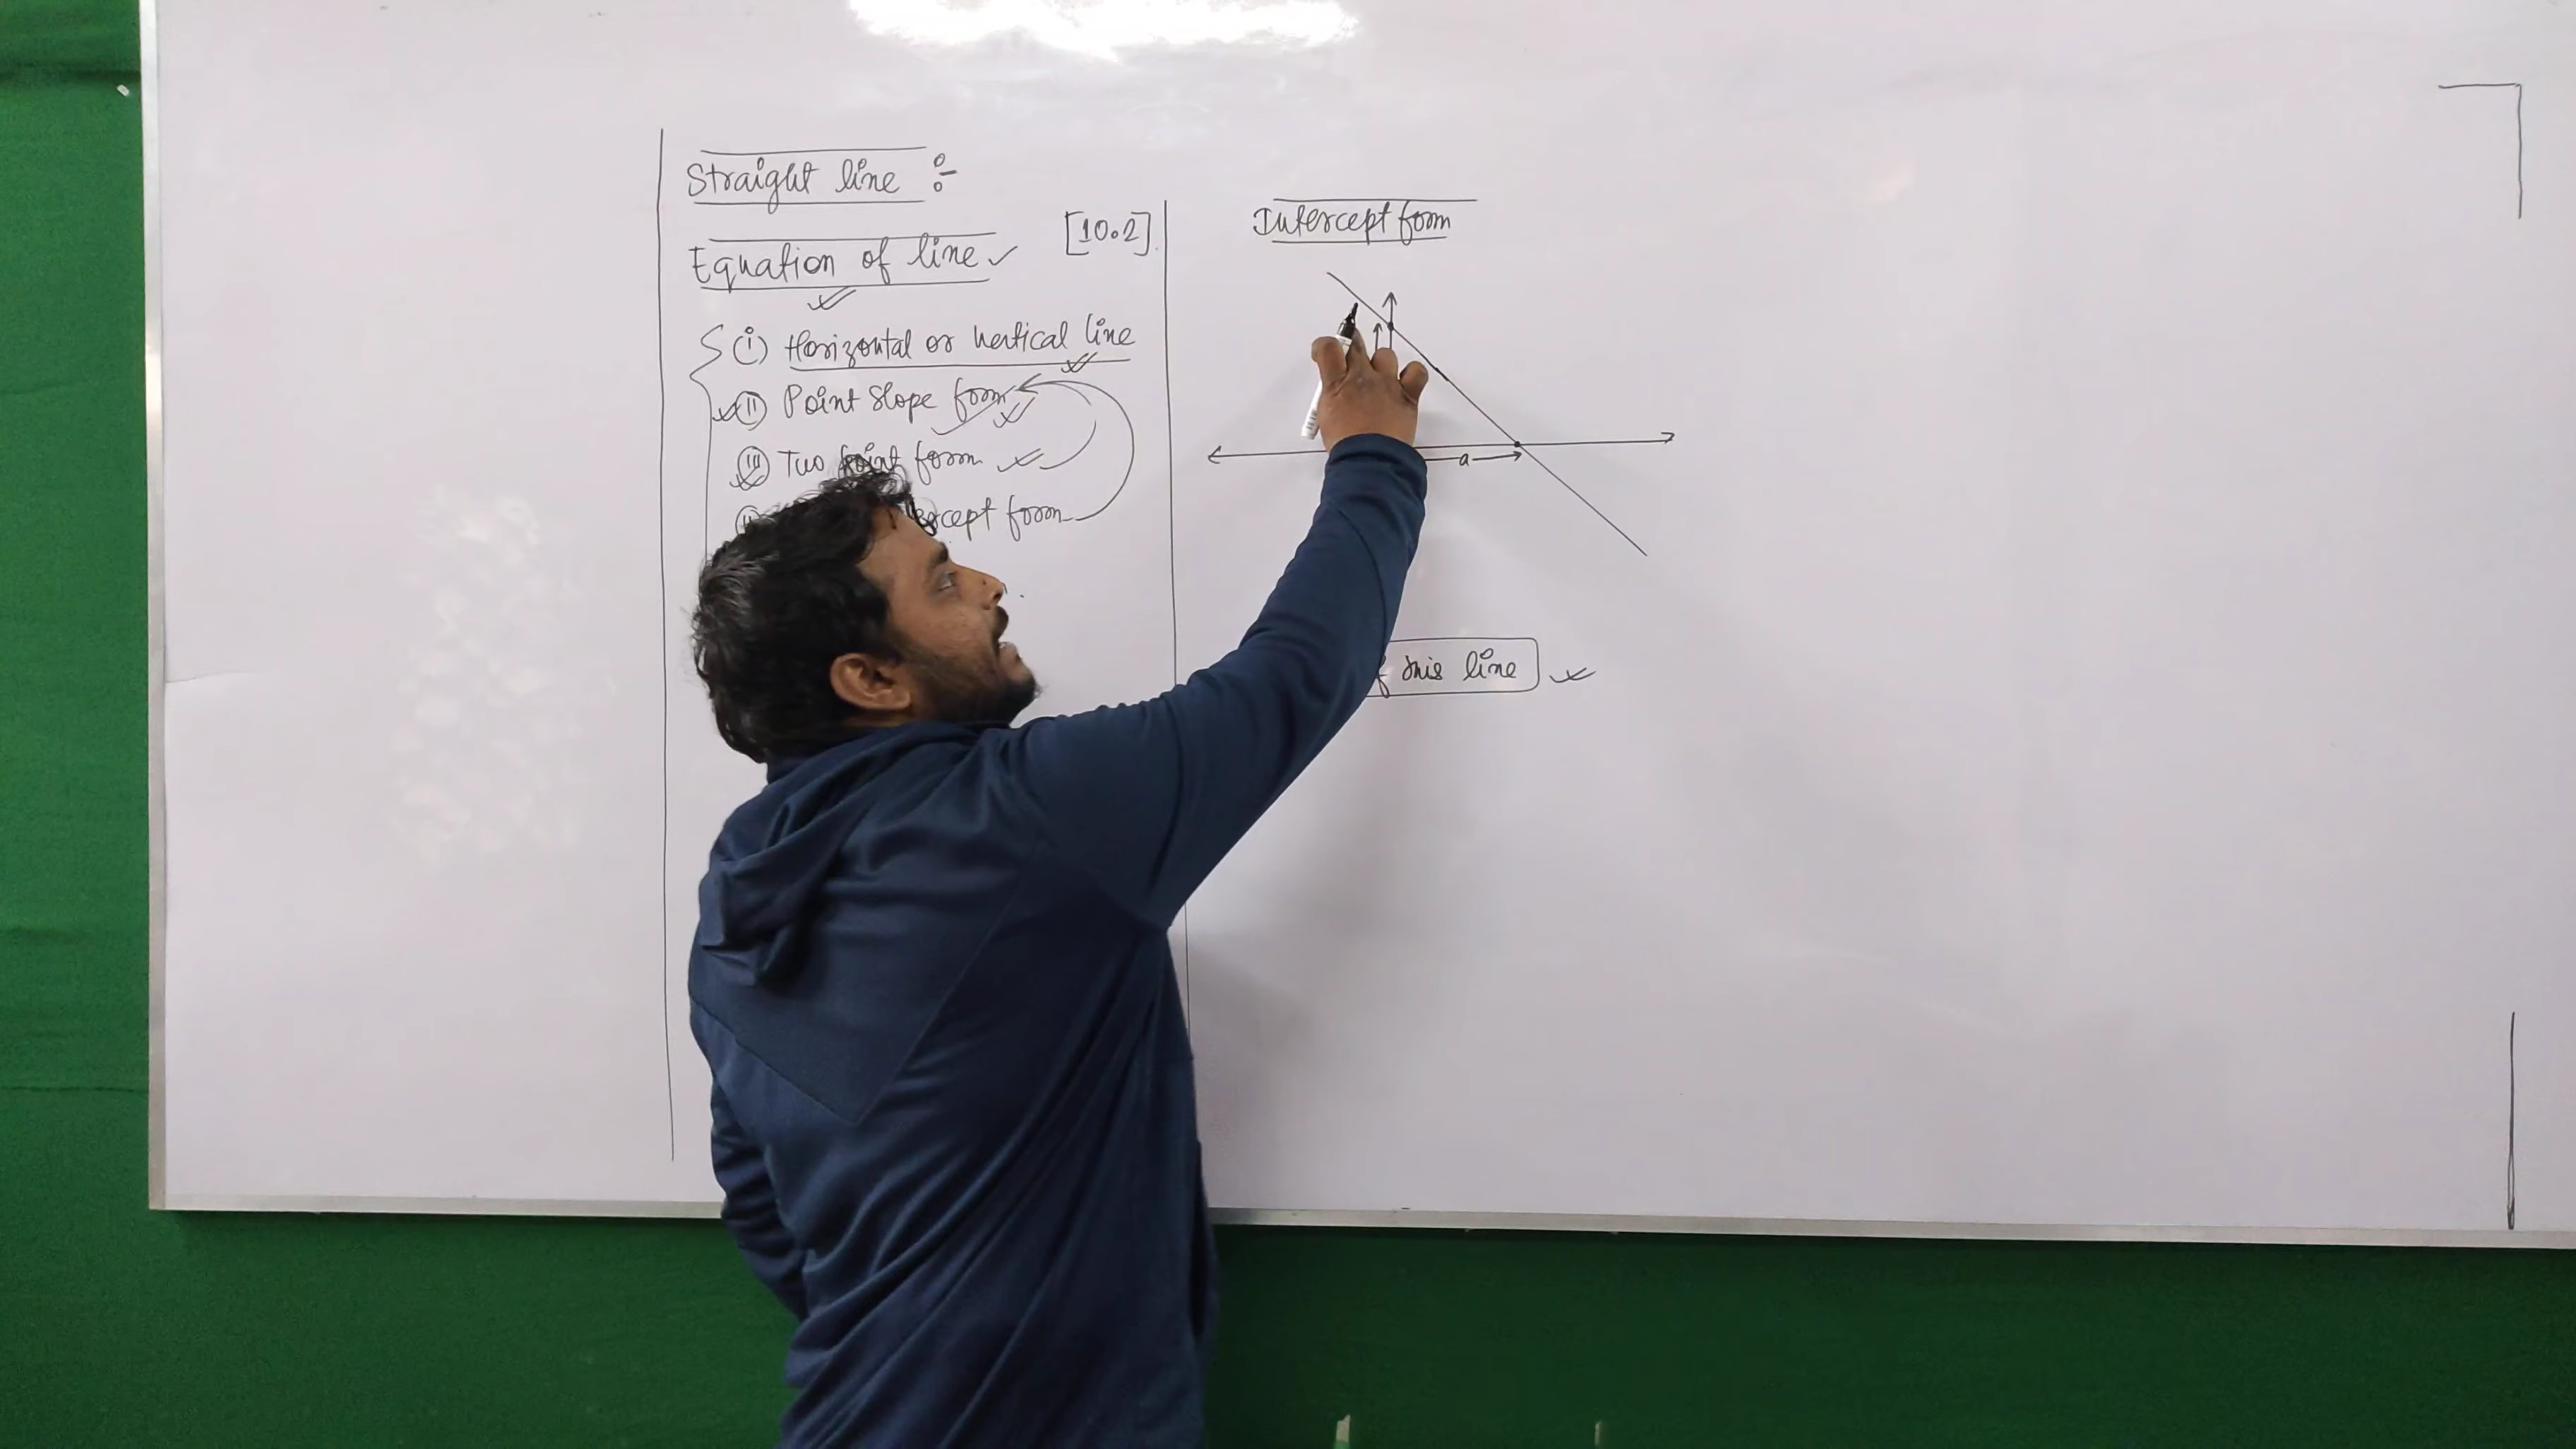 Straight line :-
Equation of line
[10.2]
(i) Horizontal or vertical line
(ii) Point slope form
(iii) Two point form
form
Intercept form
a
this line